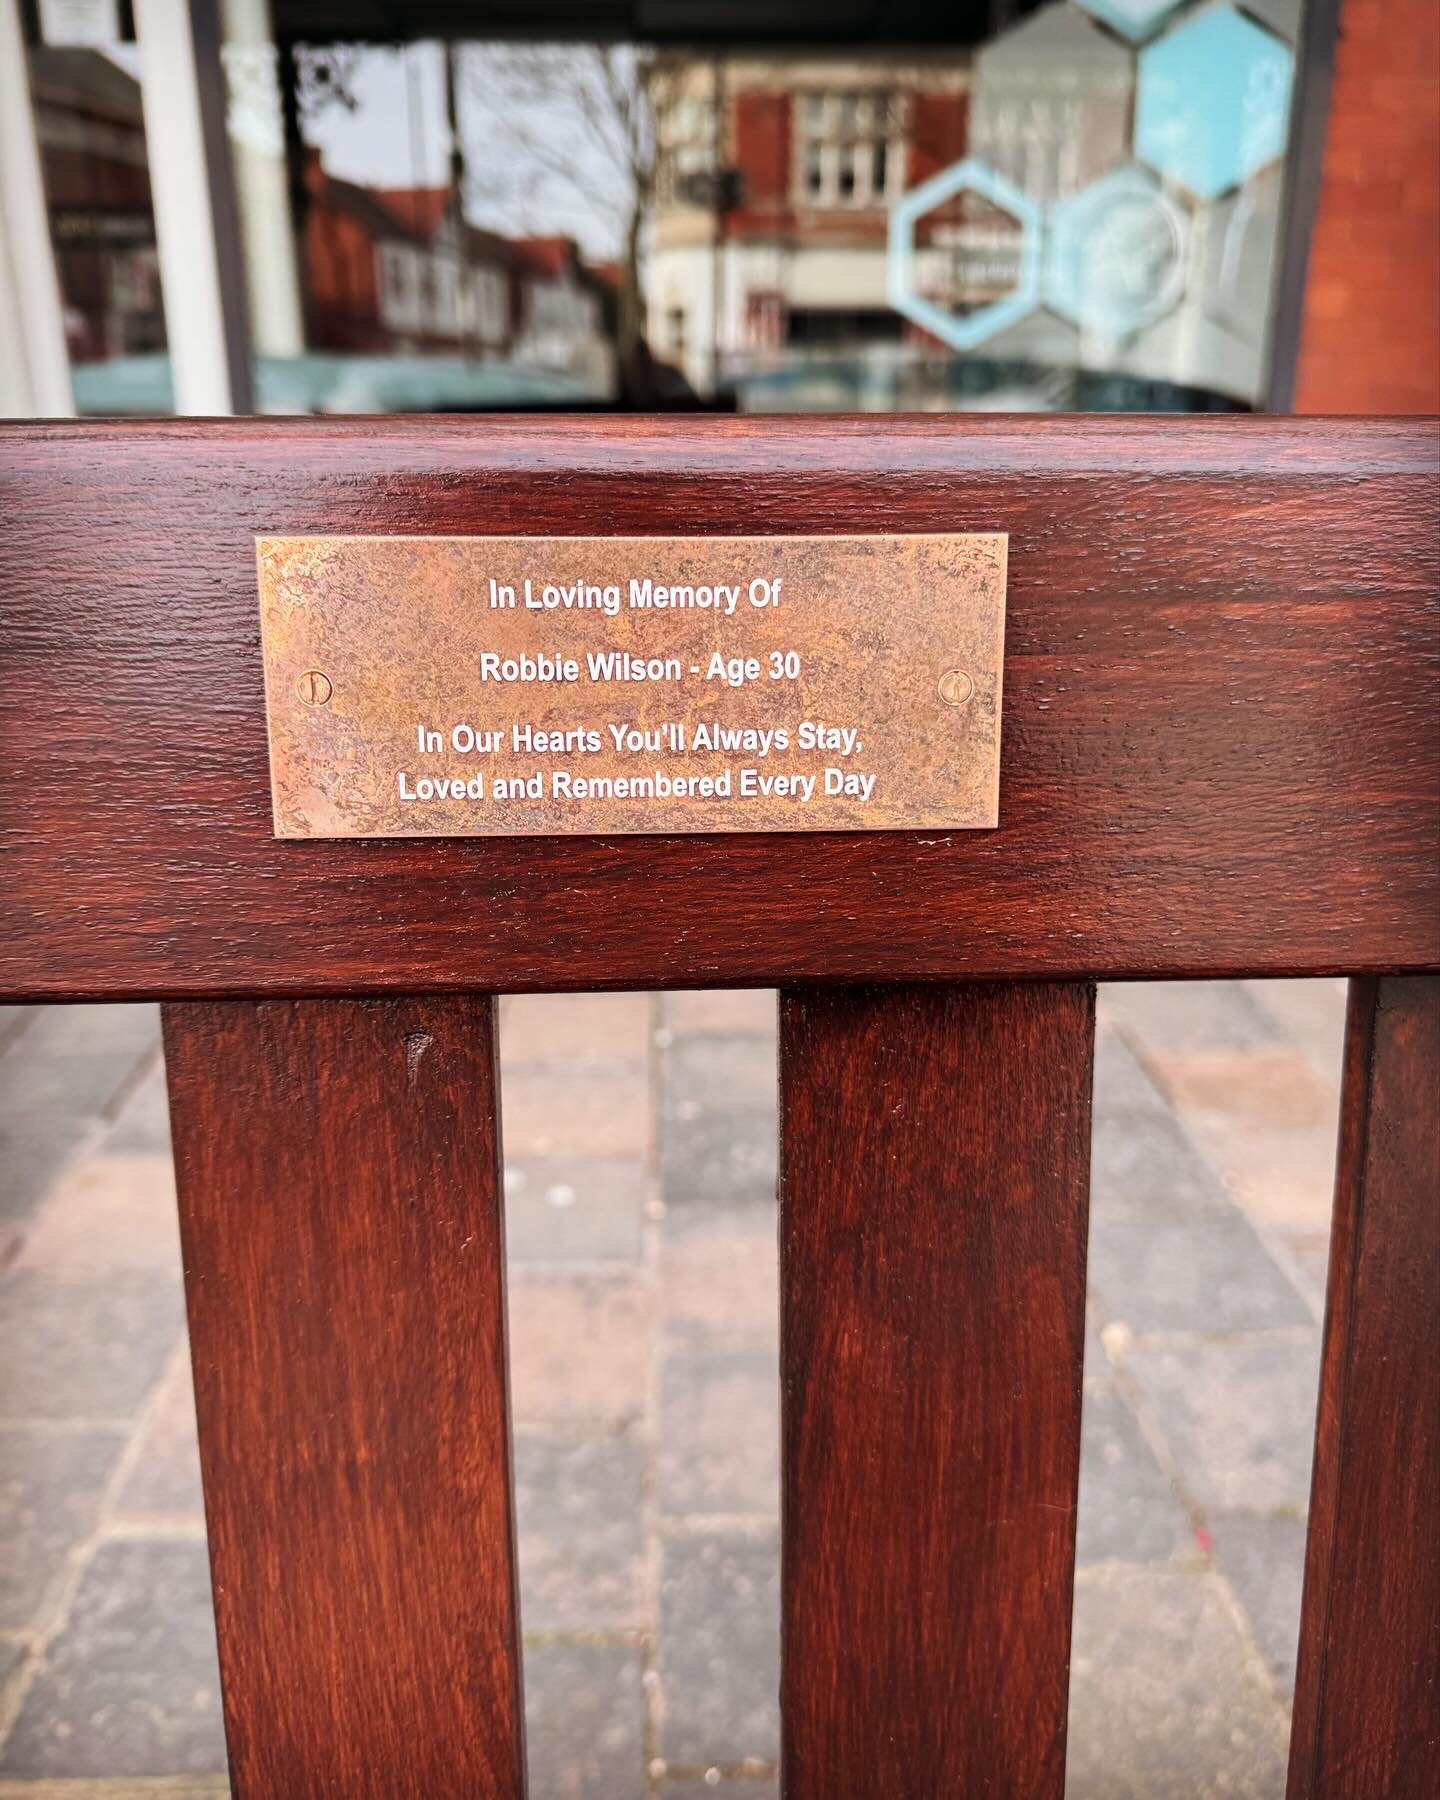 In Loving Memory Of
Robbie Wilson - Age 30
In Our Hearts You'll Always Stay,
Loved and Remembered Every Day